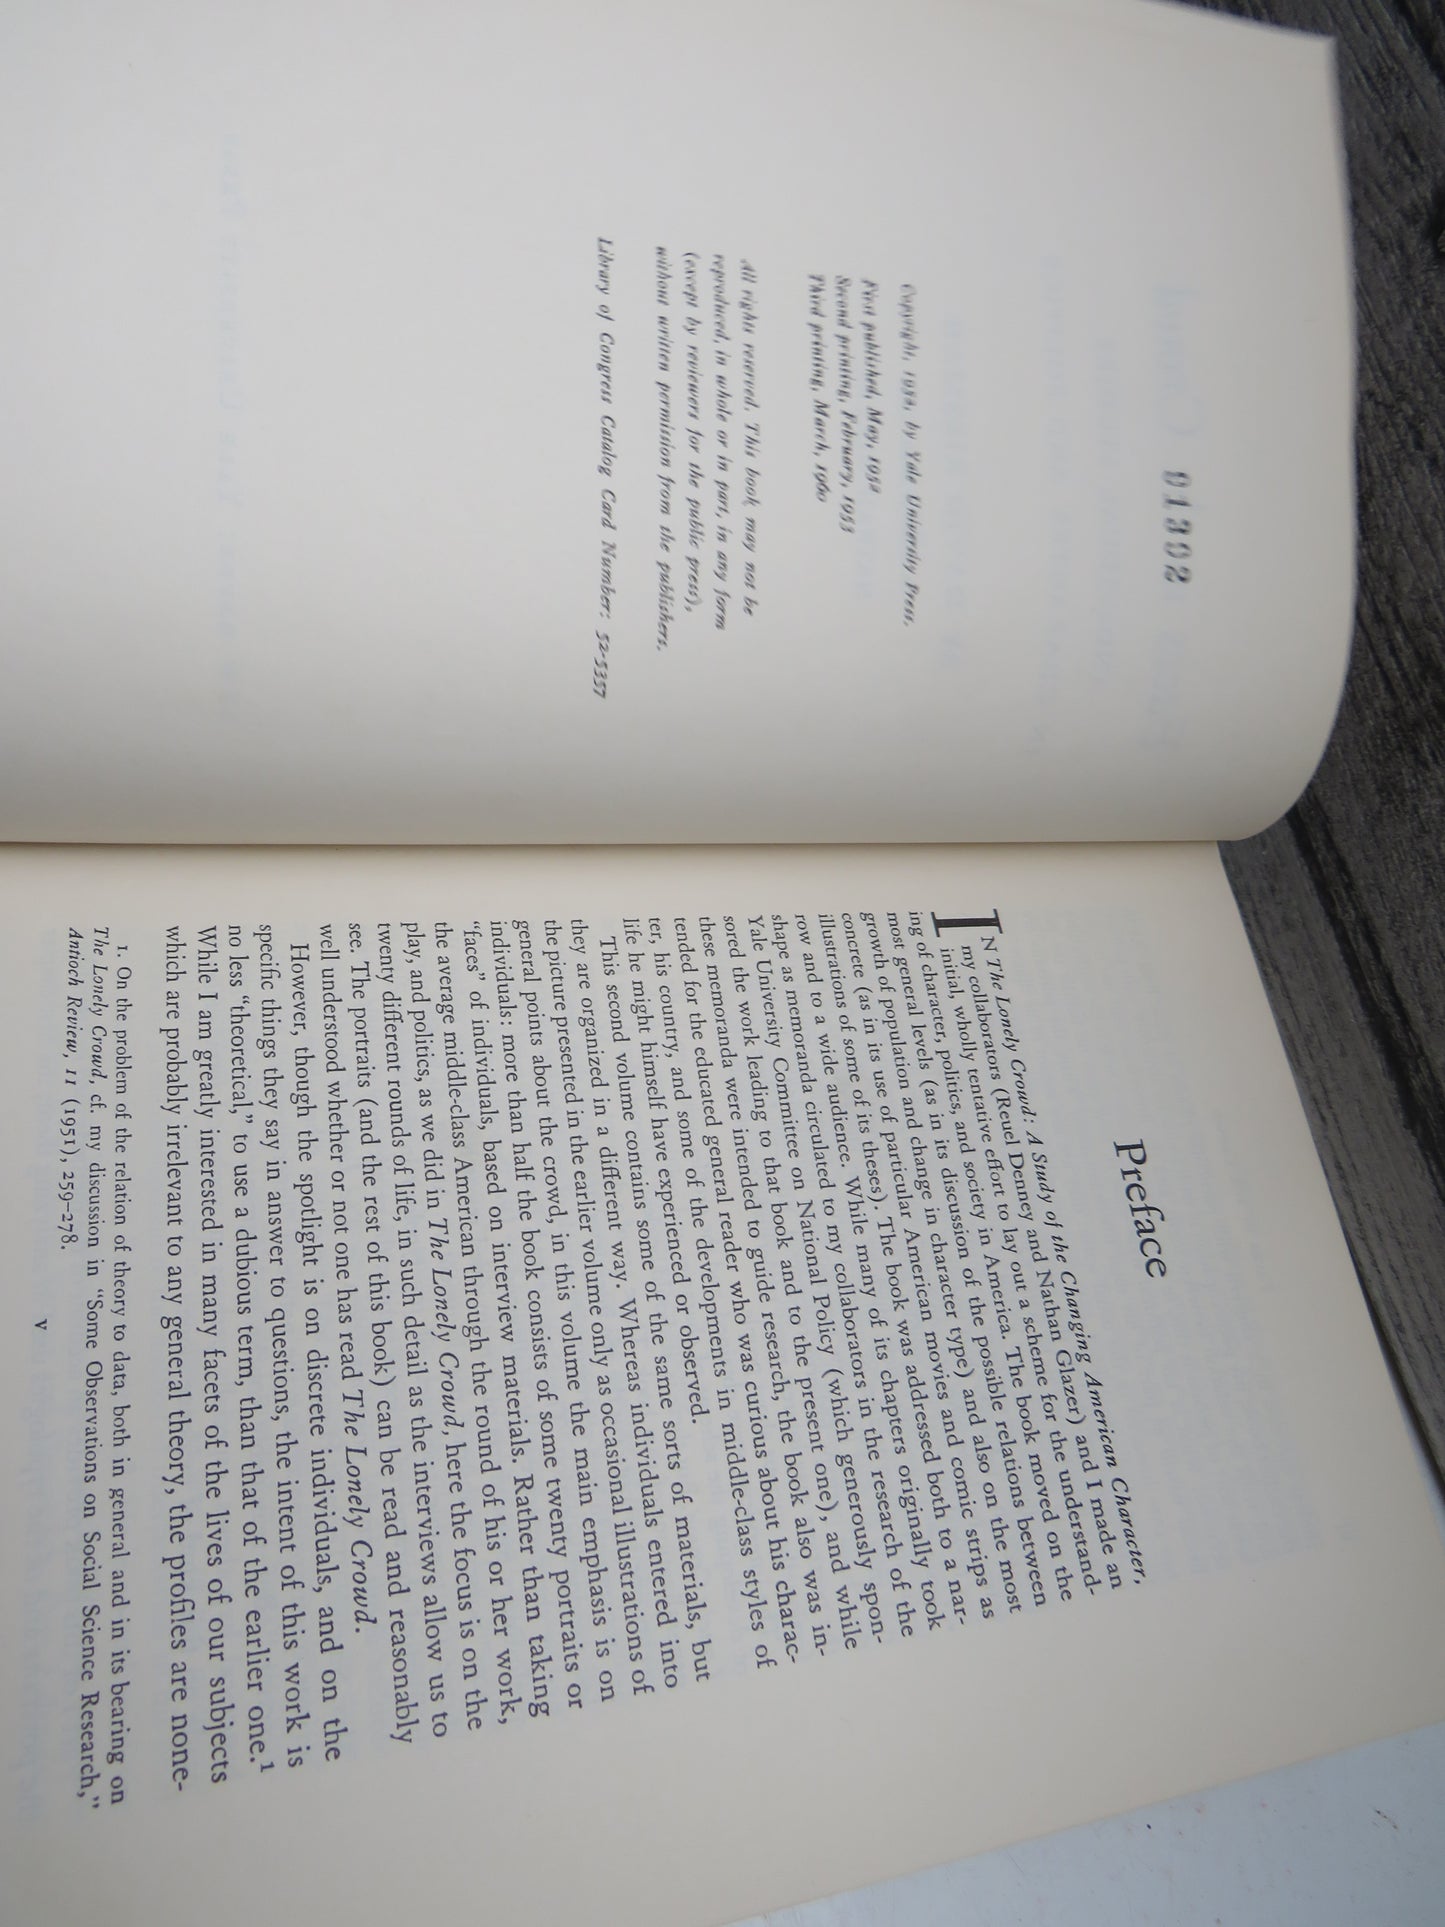 01392
Copyright, 1952, by Yale University Press.
First published, May, 1952
Second printing, February, 1953
Third printing, March, 1960
All rights reserved. This book may not be
reproduced, in whole or in part, in any form
(except by reviewers for the public press),
without written permission from the publishers.
Library of Congress Catalog Card Number: 52-5357
Preface
IN The Lonely Crowd: A Study of the Changing American Character,
my collaborators (Reuel Denney and Nathan Glazer) and I made an
initial, wholly tentative effort to lay out a scheme for the understand-
ing of character, politics, and society in America. The book moved on the
most general levels (as in its discussion of the possible relations between
growth of population and change in character type) and also on the most
concrete (as in its use of particular American movies and comic strips as
illustrations of some of its theses). The book was addressed both to a nar-
row and to a wide audience. While many of its chapters originally took
shape as memoranda circulated to my collaborators in the research of the
Yale University Committee on National Policy (which generously spon-
sored the work leading to that book and to the present one), and while
these memoranda were intended to guide research, the book also was in-
tended for the educated general reader who was curious about his charac-
ter, his country, and some of the developments in middle-class styles of
life he might himself have experienced or observed.
This second volume contains some of the same sorts of materials, but
they are organized in a different way. Whereas individuals entered into
the picture presented in the earlier volume only as occasional illustrations of
general points about the crowd, in this volume the main emphasis is on
individuals: more than half the book consists of some twenty portraits or
"faces" of individuals, based on interview materials. Rather than taking
the average middle-class American through the round of his or her work,
play, and politics, as we did in The Lonely Crowd, here the focus is on the
twenty different rounds of life, in such detail as the interviews allow us to
see. The portraits (and the rest of this book) can be read and reasonably
well understood whether or not one has read The Lonely Crowd.
However, though the spotlight is on discrete individuals, and on the
specific things they say in answer to questions, the intent of this work is
no less "theoretical," to use a dubious term, than that of the earlier one.1
While I am greatly interested in many facets of the lives of our subjects
which are probably irrelevant to any general theory, the profiles are none-
1. On the problem of the relation of theory to data, both in general and in its bearing on
The Lonely Crowd, cf. my discussion in "Some Observations on Social Science Research,"
Antioch Review, 11 (1951), 259-278.
v